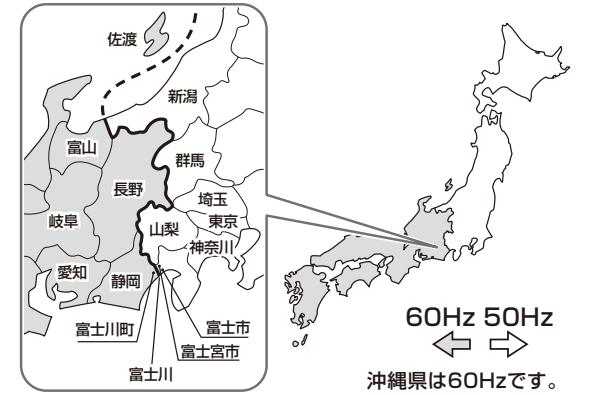 佐渡
新潟
富山
群馬
長野
埼玉
岐阜
山梨
東京
神奈川
愛知
静岡
富士川町
富士市
富士宮市
富士川
60Hz 50Hz
沖縄県は60Hzです。